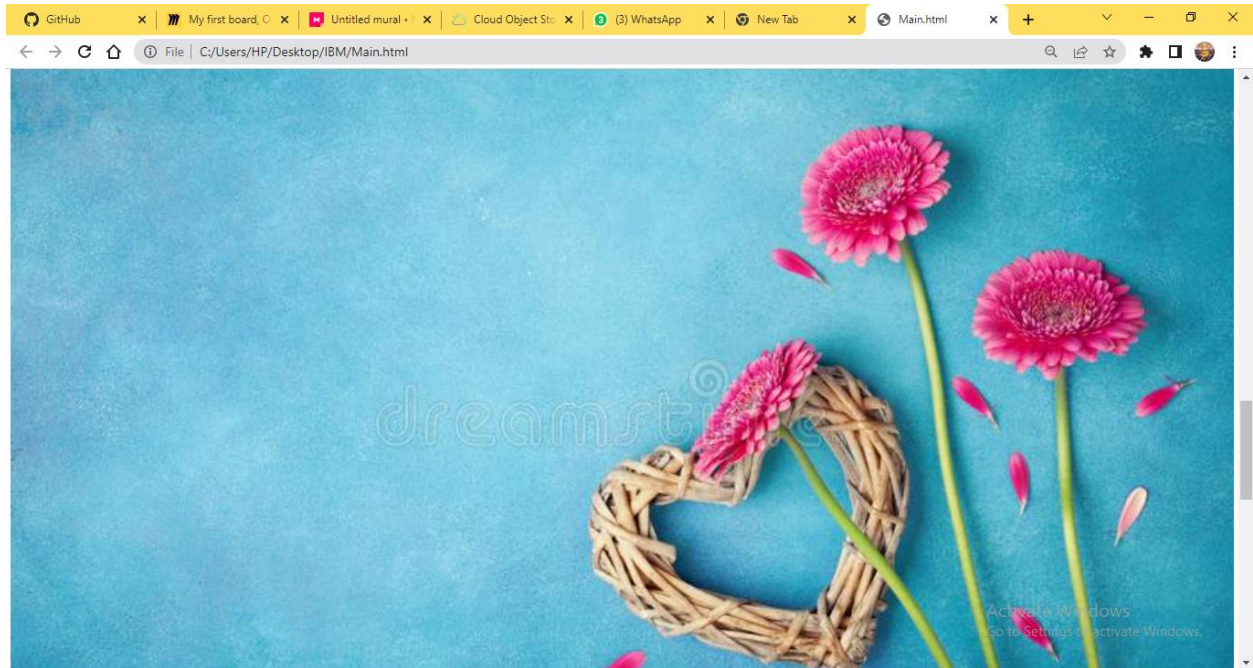 GitHub
My first board, O
Untitled mural •
Cloud Object Sto
(3) WhatsApp
New Tab
Main.html
File | C:/Users/HP/Desktop/IBM/Main.html
dreamstime
Activate Windows
Go to Settings to activate Windows.